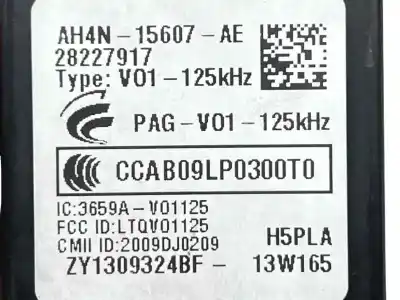 AH4N-15607-AE
28227917
Type: V01-125kHz
PAG-V01-125kHz
CCAB09LP0300T0
IC:3659A-V01125
FCC ID:LTQV01125
CMII ID:2009DJ0209
H5PLA
ZY1309324BF - 13W165